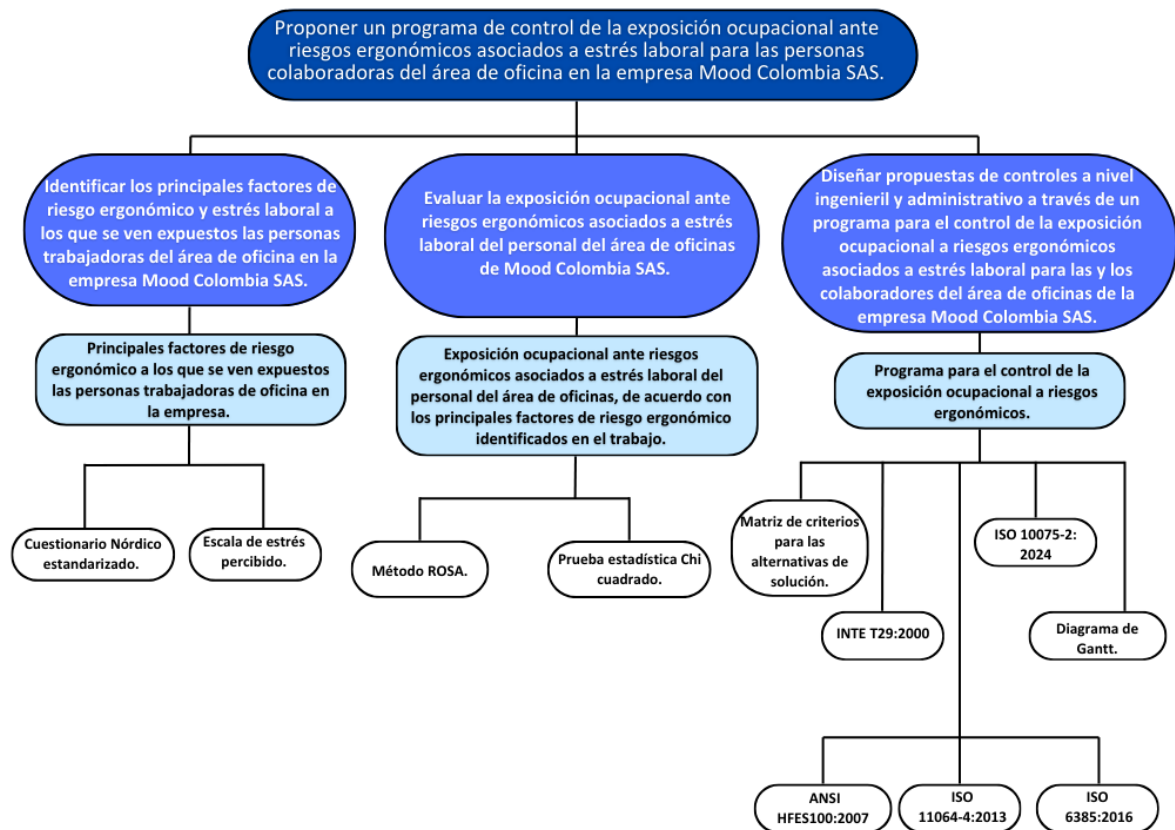 Proponer un programa de control de la exposición ocupacional ante
riesgos ergonómicos asociados a estrés laboral para las personas
colaboradoras del área de oficina en la empresa Mood Colombia SAS.
Identificar los principales factores de
riesgo ergonómico y estrés laboral a
los que se ven expuestos las personas
trabajadoras del área de oficina en la
empresa Mood Colombia SAS.
Evaluar la exposición ocupacional ante
riesgos ergonómicos asociados a estrés
laboral del personal del área de oficinas
de Mood Colombia SAS.
Diseñar propuestas de controles a nivel
ingenieril y administrativo a través de un
programa para el control de la exposición
ocupacional a riesgos ergonómicos
asociados a estrés laboral para las y los
colaboradores del área de oficinas de la
empresa Mood Colombia SAS.
Principales factores de riesgo
ergonómico a los que se ven expuestos
las personas trabajadoras de oficina en
la empresa.
Exposición ocupacional ante riesgos
ergonómicos asociados a estrés laboral del
personal del área de oficinas, de acuerdo con
los principales factores de riesgo ergonómico
identificados en el trabajo.
Programa para el control de la
exposición ocupacional a riesgos
ergonómicos.
Cuestionario Nórdico
estandarizado.
Escala de estrés
percibido.
Método ROSA.
Prueba estadística Chi
cuadrado.
Matriz de criterios
para las
alternativas de
solución.
INTE T29:2000
ISO 10075-2:
2024
Diagrama de
Gantt.
ANSI
HFES100:2007
ISO
11064-4:2013
ISO
6385:2016